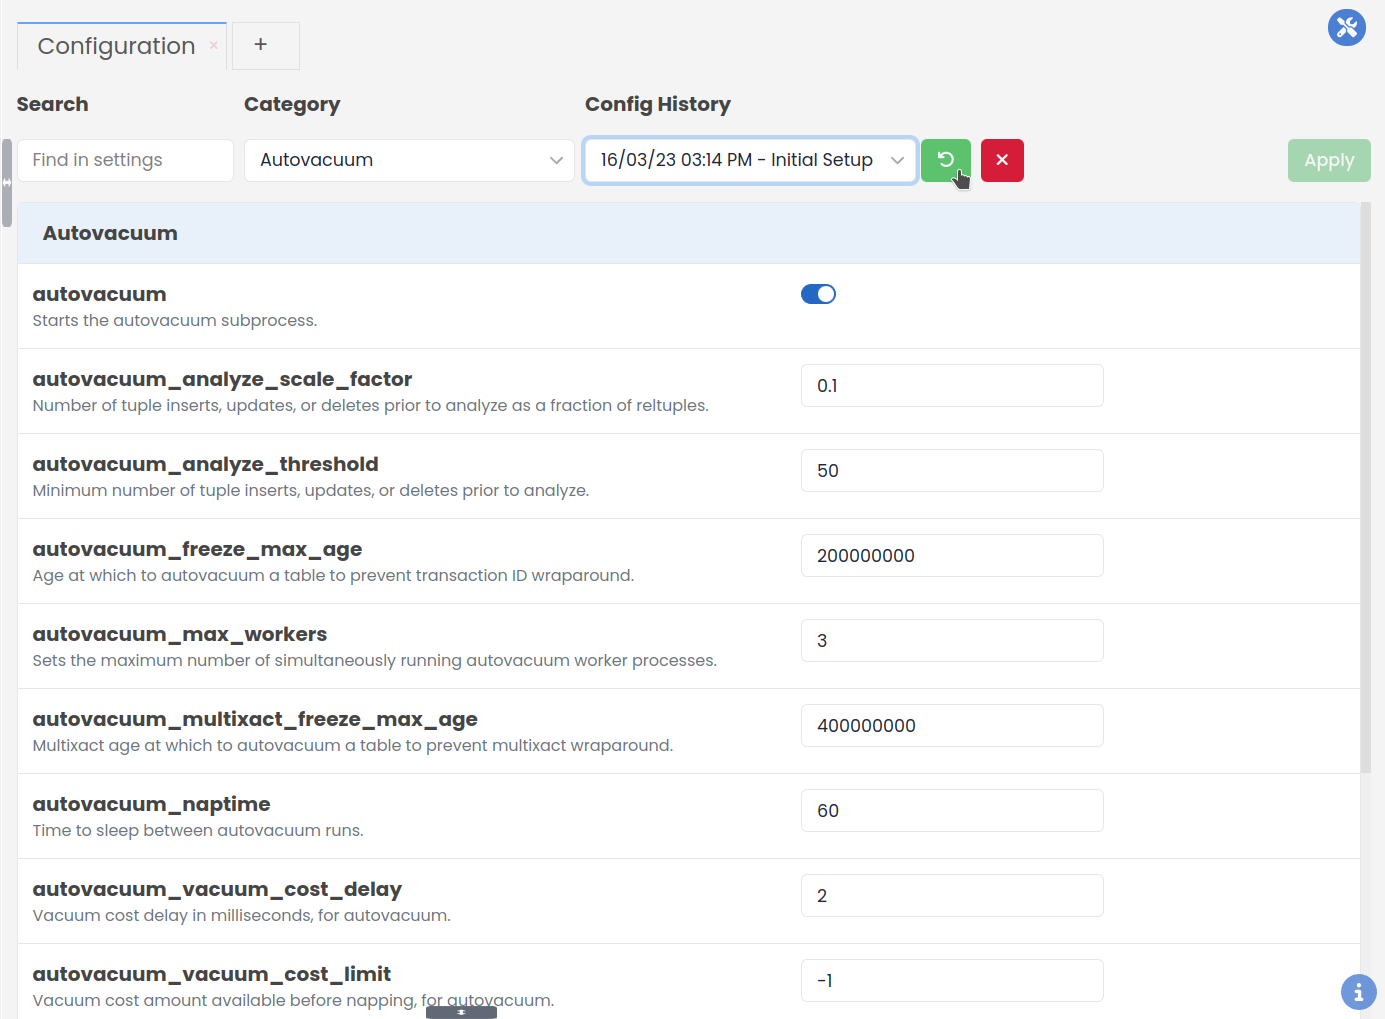 Configuration ×
+
Search
Category
Config History
Find in settings
Autovacuum
16/03/23 03:14 PM - Initial Setup
Apply
Autovacuum
autovacuum
Starts the autovacuum subprocess.
autovacuum_analyze_scale_factor
Number of tuple inserts, updates, or deletes prior to analyze as a fraction of reltuples.
0.1
autovacuum_analyze_threshold
Minimum number of tuple inserts, updates, or deletes prior to analyze.
50
autovacuum_freeze_max_age
Age at which to autovacuum a table to prevent transaction ID wraparound.
200000000
autovacuum_max_workers
Sets the maximum number of simultaneously running autovacuum worker processes.
3
autovacuum_multixact_freeze_max_age
Multixact age at which to autovacuum a table to prevent multixact wraparound.
400000000
autovacuum_naptime
Time to sleep between autovacuum runs.
60
autovacuum_vacuum_cost_delay
Vacuum cost delay in milliseconds, for autovacuum.
2
autovacuum_vacuum_cost_limit
Vacuum cost amount available before napping, for autovacuum.
-1